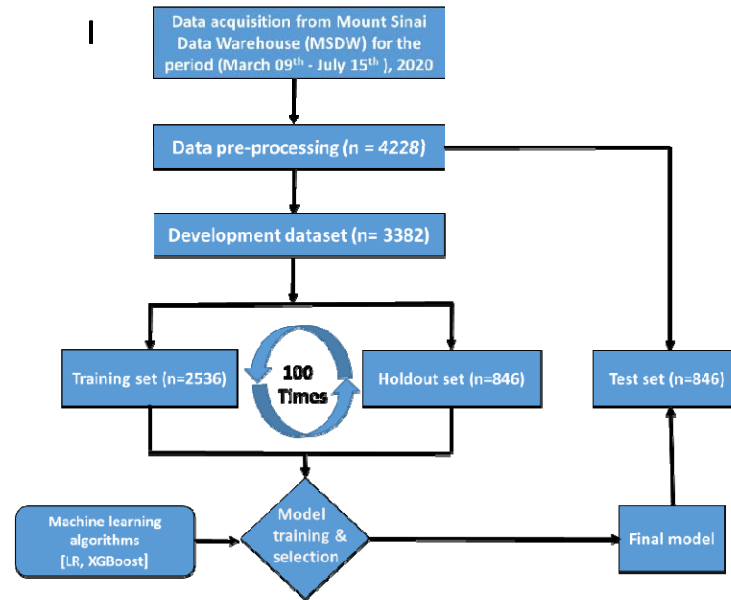 I
Data acquisition from Mount Sinai
Data Warehouse (MSDW) for the
period (March 09th - July 15th ), 2020
Data pre-processing (n = 4228)
Development dataset (n= 3382)
Training set (n=2536)
100
Times
Holdout set (n=846)
Test set (n=846)
Machine learning
algorithms
[LR, XGBoost]
Model
training &
selection
Final model